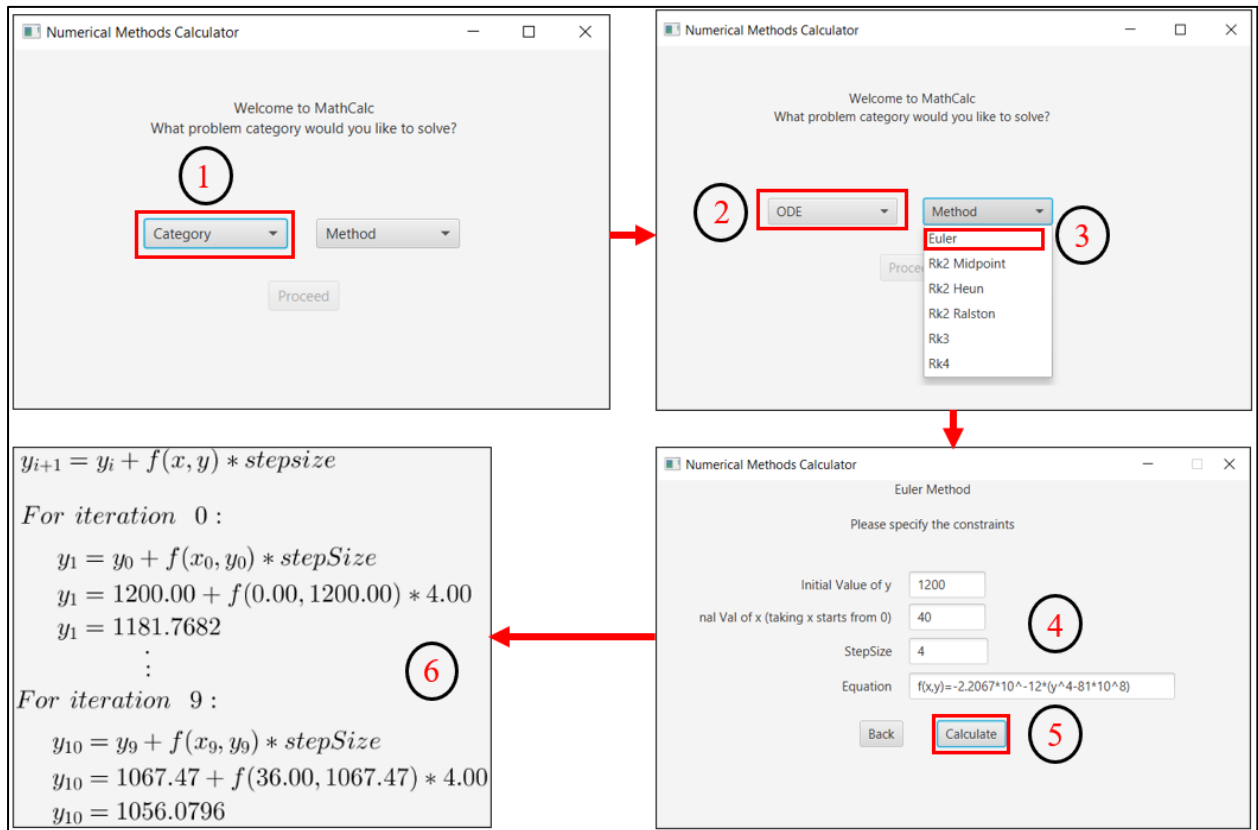 Numerical Methods Calculator
Welcome to MathCalc
What problem category would you like to solve?
1
Category Method
Proceed
Numerical Methods Calculator
Welcome to MathCalc
What problem category would you like to solve?
2 ODE Method 3
Euler
Rk2 Midpoint
Rk2 Heun
Rk2 Ralston
Rk3
Rk4
Numerical Methods Calculator
Euler Method
Please specify the constraints
Initial Value of y 1200
nal Val of x (taking x starts from 0) 40
4
StepSize 4
Equation f(x,y)=-2.2067*10^-12*(y^4-81*10^8)
Back Calculate 5
y_{i+1} = y_i + f(x, y) * stepsize
For iteration 0 :
y_1 = y_0 + f(x_0, y_0) * stepSize
y_1 = 1200.00 + f(0.00, 1200.00) * 4.00
y_1 = 1181.7682
⋮
6
For iteration 9 :
y_{10} = y_9 + f(x_9, y_9) * stepSize
y_{10} = 1067.47 + f(36.00, 1067.47) * 4.00
y_{10} = 1056.0796